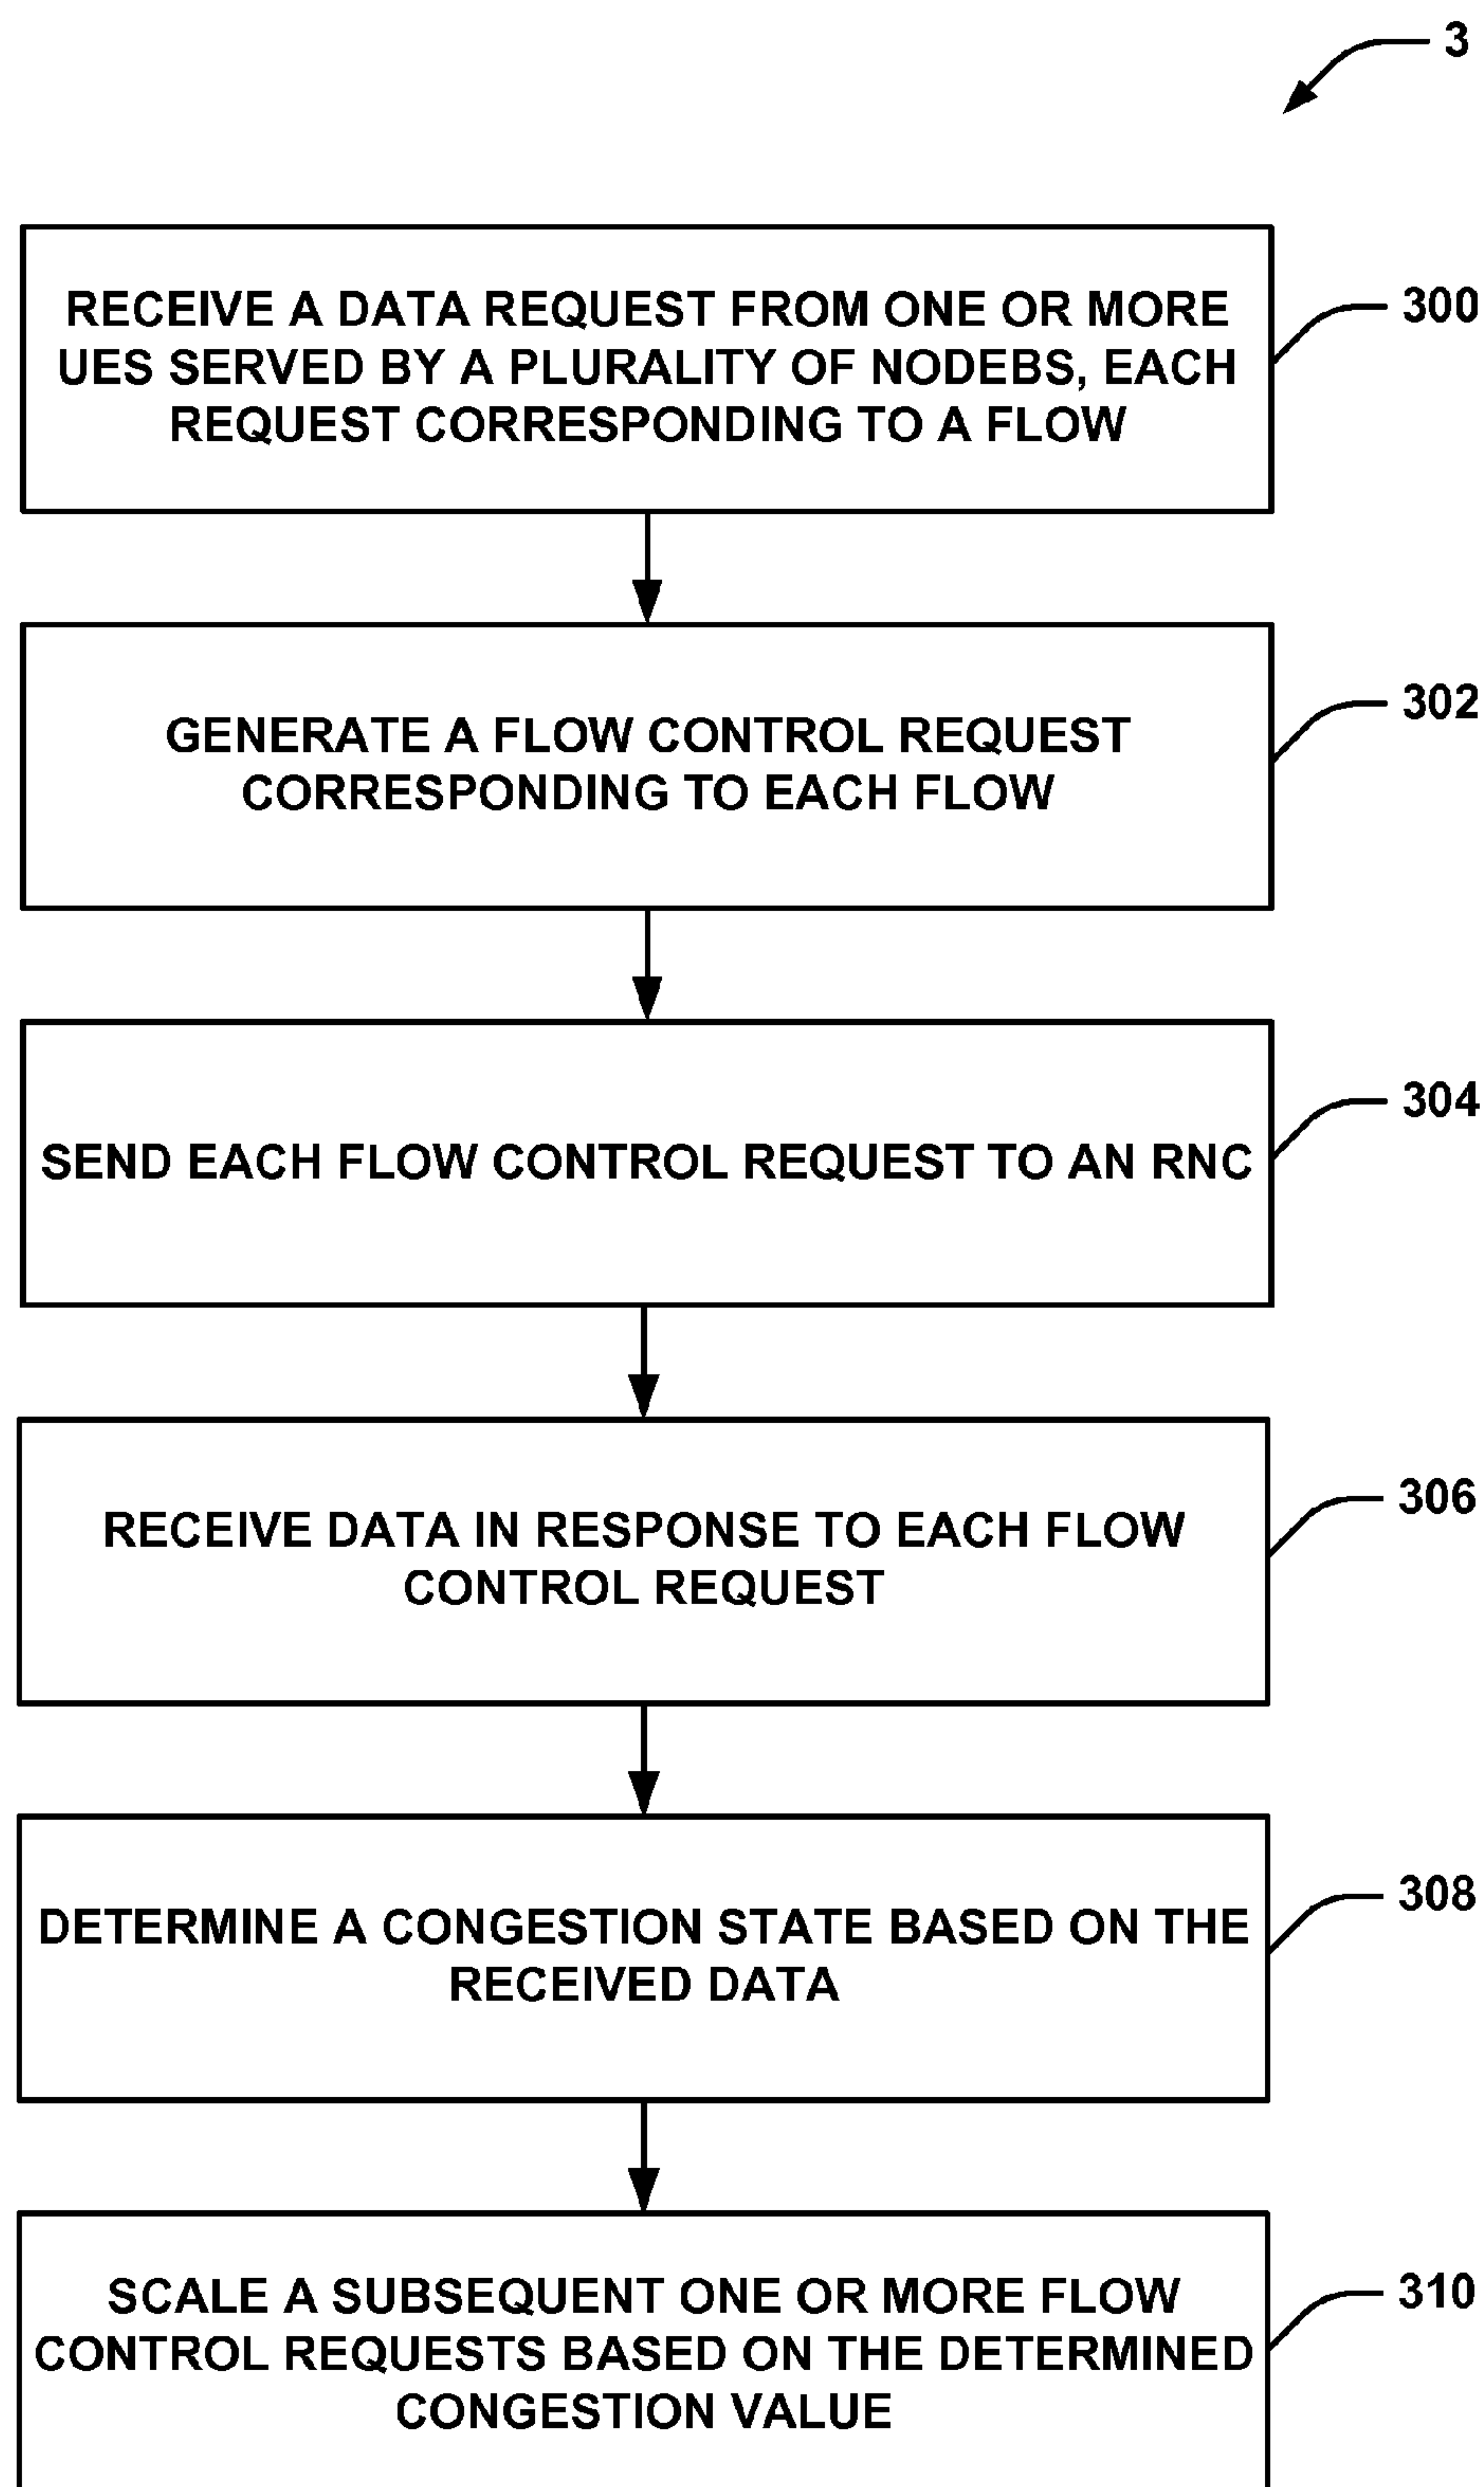 3
RECEIVE A DATA REQUEST FROM ONE OR MORE
UES SERVED BY A PLURALITY OF NODEBS, EACH
REQUEST CORRESPONDING TO A FLOW
300
GENERATE A FLOW CONTROL REQUEST
CORRESPONDING TO EACH FLOW
302
SEND EACH FLOW CONTROL REQUEST TO AN RNC
304
RECEIVE DATA IN RESPONSE TO EACH FLOW
CONTROL REQUEST
306
DETERMINE A CONGESTION STATE BASED ON THE
RECEIVED DATA
308
SCALE A SUBSEQUENT ONE OR MORE FLOW
CONTROL REQUESTS BASED ON THE DETERMINED
CONGESTION VALUE
310